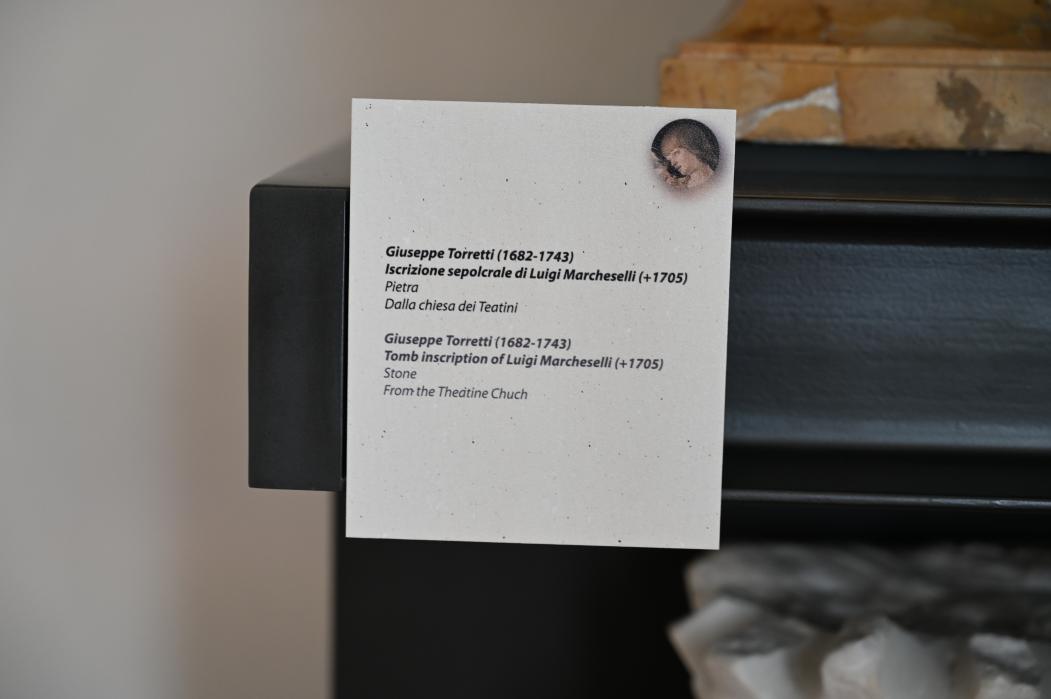 Giuseppe Torretti (1682-1743)
Iscrizione sepolcrale di Luigi Marcheselli (+1705)
Pietra
Dalla chiesa dei Teatini
Giuseppe Torretti (1682-1743)
Tomb inscription of Luigi Marcheselli (+1705)
Stone
From the Theatine Chuch